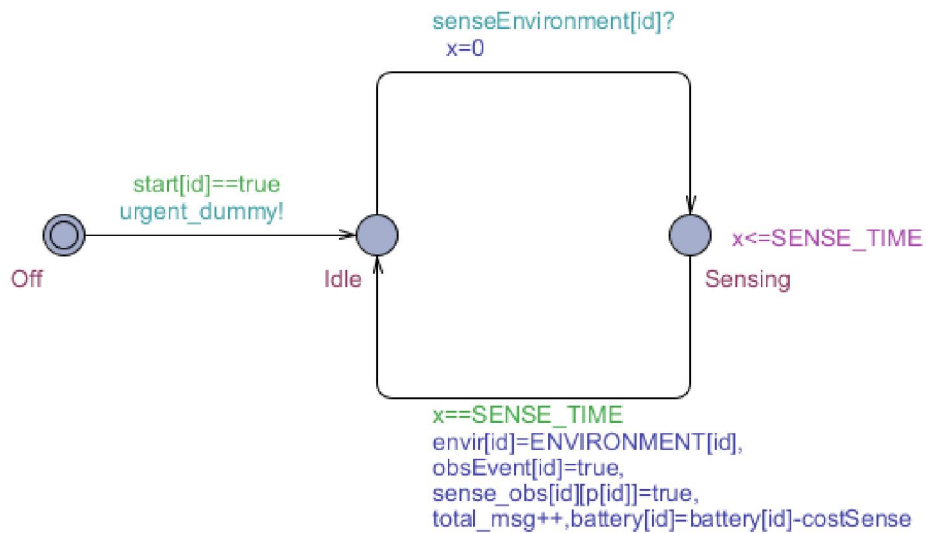 senseEnvironment[id]?
x=0
start[id]==true
urgent_dummy!
x<=SENSE_TIME
Off
Idle
Sensing
x==SENSE_TIME
envir[id]=ENVIRONMENT[id],
obsEvent[id]=true,
sense_obs[id][p[id]]=true,
total_msg++,battery[id]=battery[id]-costSense